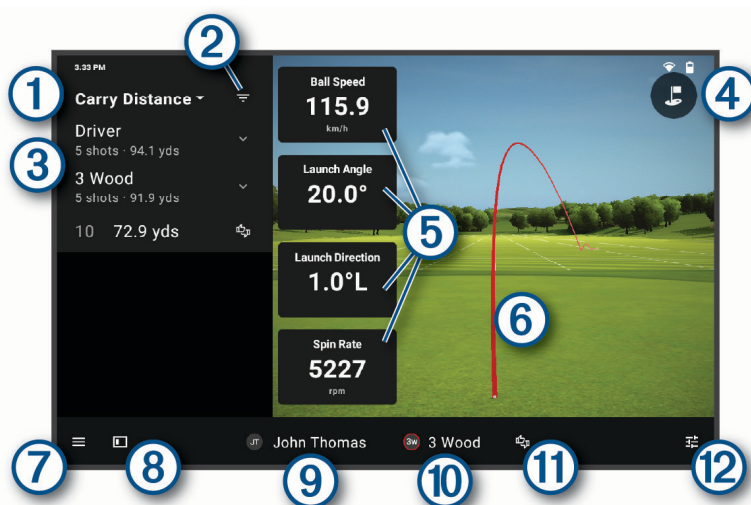 3:33 PM
Carry Distance
Driver
5 shots · 94.1 yds
3 Wood
5 shots · 91.9 yds
10 72.9 yds
Ball Speed
115.9
km/h
Launch Angle
20.0°
Launch Direction
1.0°L
Spin Rate
5227
rpm
JT John Thomas
3w 3 Wood
1
2
3
4
5
6
7
8
9
10
11
12